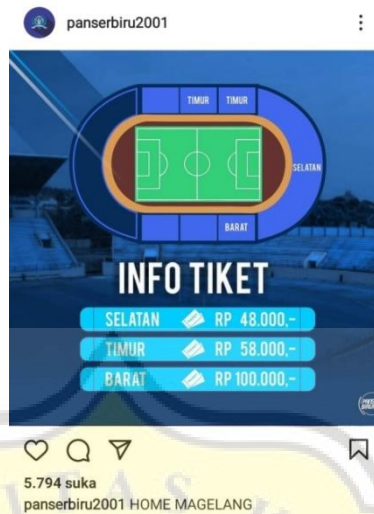 panserbiru2001
TIMUR TIMUR
SELATAN
BARAT
INFO TIKET
SELATAN RP 48.000,-
TIMUR RP 58.000,-
BARAT RP 100.000,-
5.794 suka
panserbiru2001 HOME MAGELANG